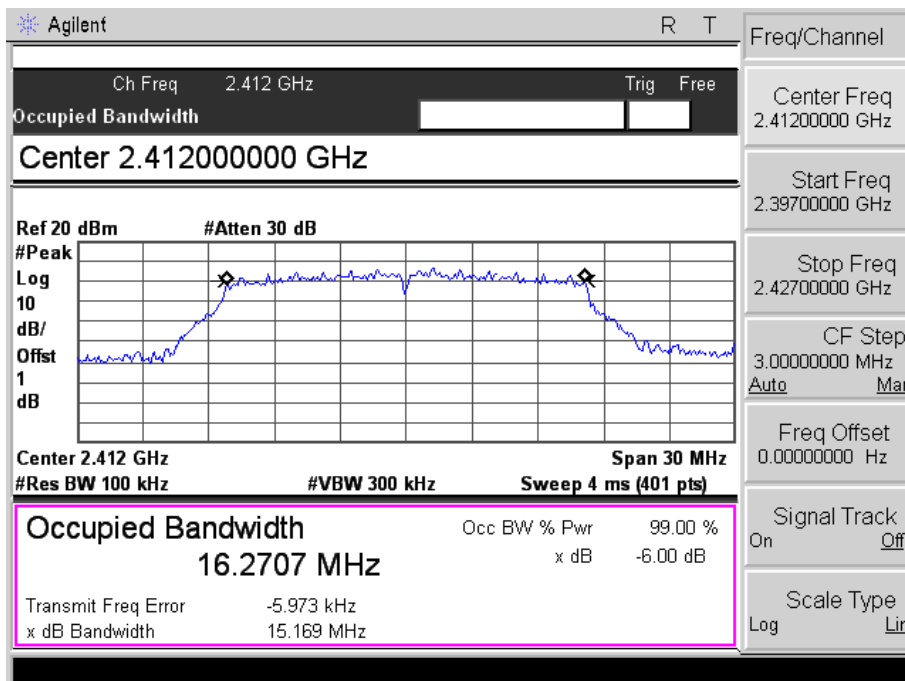 Agilent
R T
Freq/Channel
Ch Freq 2.412 GHz Trig Free
Occupied Bandwidth
Center 2.412000000 GHz
Ref 20 dBm #Atten 30 dB
#Peak
Log
10
dB/
Offst
1
dB
Center 2.412 GHz Span 30 MHz
#Res BW 100 kHz #VBW 300 kHz Sweep 4 ms (401 pts)
Occupied Bandwidth
16.2707 MHz
Occ BW % Pwr 99.00 %
x dB -6.00 dB
Transmit Freq Error -5.973 kHz
x dB Bandwidth 15.169 MHz
Center Freq
2.41200000 GHz
Start Freq
2.39700000 GHz
Stop Freq
2.42700000 GHz
CF Step
3.00000000 MHz
Auto Mar
Freq Offset
0.00000000 Hz
Signal Track
On Off
Scale Type
Log Lin